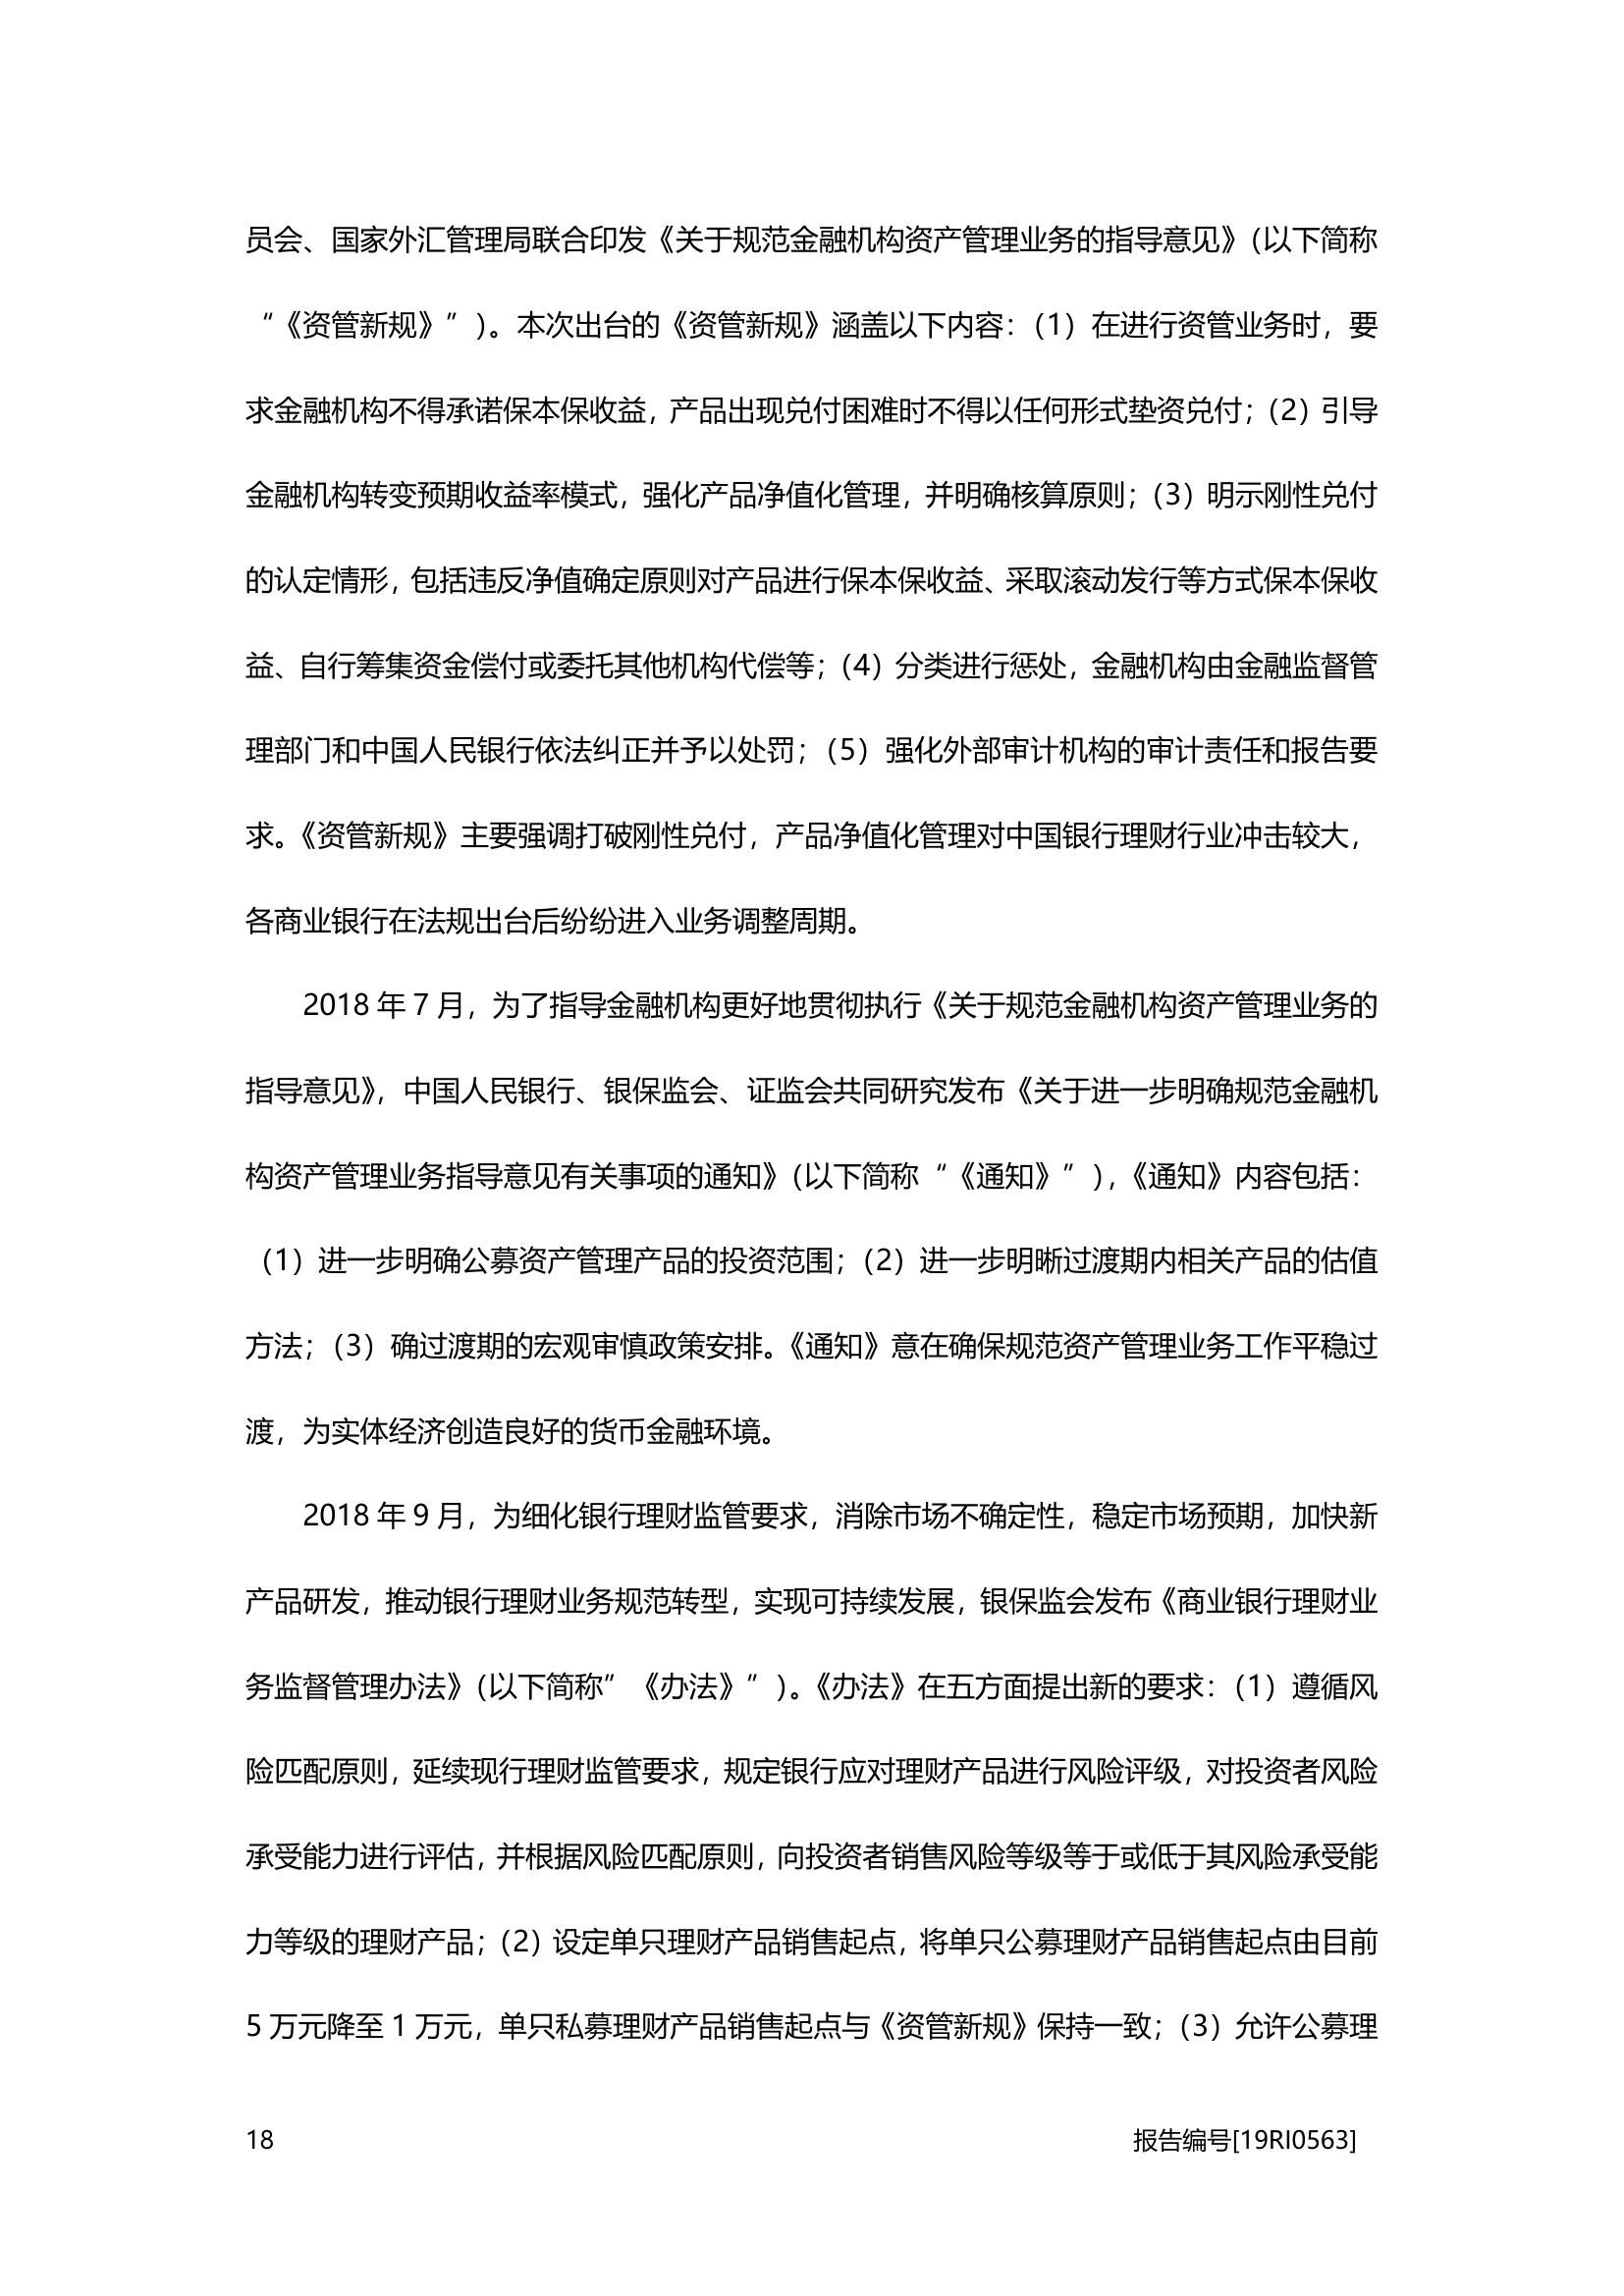 员会、国家外汇管理局联合印发《关于规范金融机构资产管理业务的指导意见》（以下简称
“《资管新规》”）。本次出台的《资管新规》涵盖以下内容：（1）在进行资管业务时，要
求金融机构不得承诺保本保收益，产品出现兑付困难时不得以任何形式垫资兑付；（2）引导
金融机构转变预期收益率模式，强化产品净值化管理，并明确核算原则；（3）明示刚性兑付
的认定情形，包括违反净值确定原则对产品进行保本保收益、采取滚动发行等方式保本保收
益、自行筹集资金偿付或委托其他机构代偿等；（4）分类进行惩处，金融机构由金融监督管
理部门和中国人民银行依法纠正并予以处罚；（5）强化外部审计机构的审计责任和报告要
求。《资管新规》主要强调打破刚性兑付，产品净值化管理对中国银行理财行业冲击较大，
各商业银行在法规出台后纷纷进入业务调整周期。
2018 年 7 月，为了指导金融机构更好地贯彻执行《关于规范金融机构资产管理业务的
指导意见》，中国人民银行、银保监会、证监会共同研究发布《关于进一步明确规范金融机
构资产管理业务指导意见有关事项的通知》（以下简称“《通知》”），《通知》内容包括：
（1）进一步明确公募资产管理产品的投资范围；（2）进一步明晰过渡期内相关产品的估值
方法；（3）确过渡期的宏观审慎政策安排。《通知》意在确保规范资产管理业务工作平稳过
渡，为实体经济创造良好的货币金融环境。
2018 年 9 月，为细化银行理财监管要求，消除市场不确定性，稳定市场预期，加快新
产品研发，推动银行理财业务规范转型，实现可持续发展，银保监会发布《商业银行理财业
务监督管理办法》（以下简称”《办法》”）。《办法》在五方面提出新的要求：（1）遵循风
险匹配原则，延续现行理财监管要求，规定银行应对理财产品进行风险评级，对投资者风险
承受能力进行评估，并根据风险匹配原则，向投资者销售风险等级等于或低于其风险承受能
力等级的理财产品；（2）设定单只理财产品销售起点，将单只公募理财产品销售起点由目前
5 万元降至 1 万元，单只私募理财产品销售起点与《资管新规》保持一致；（3）允许公募理
18
报告编号[19RI0563]